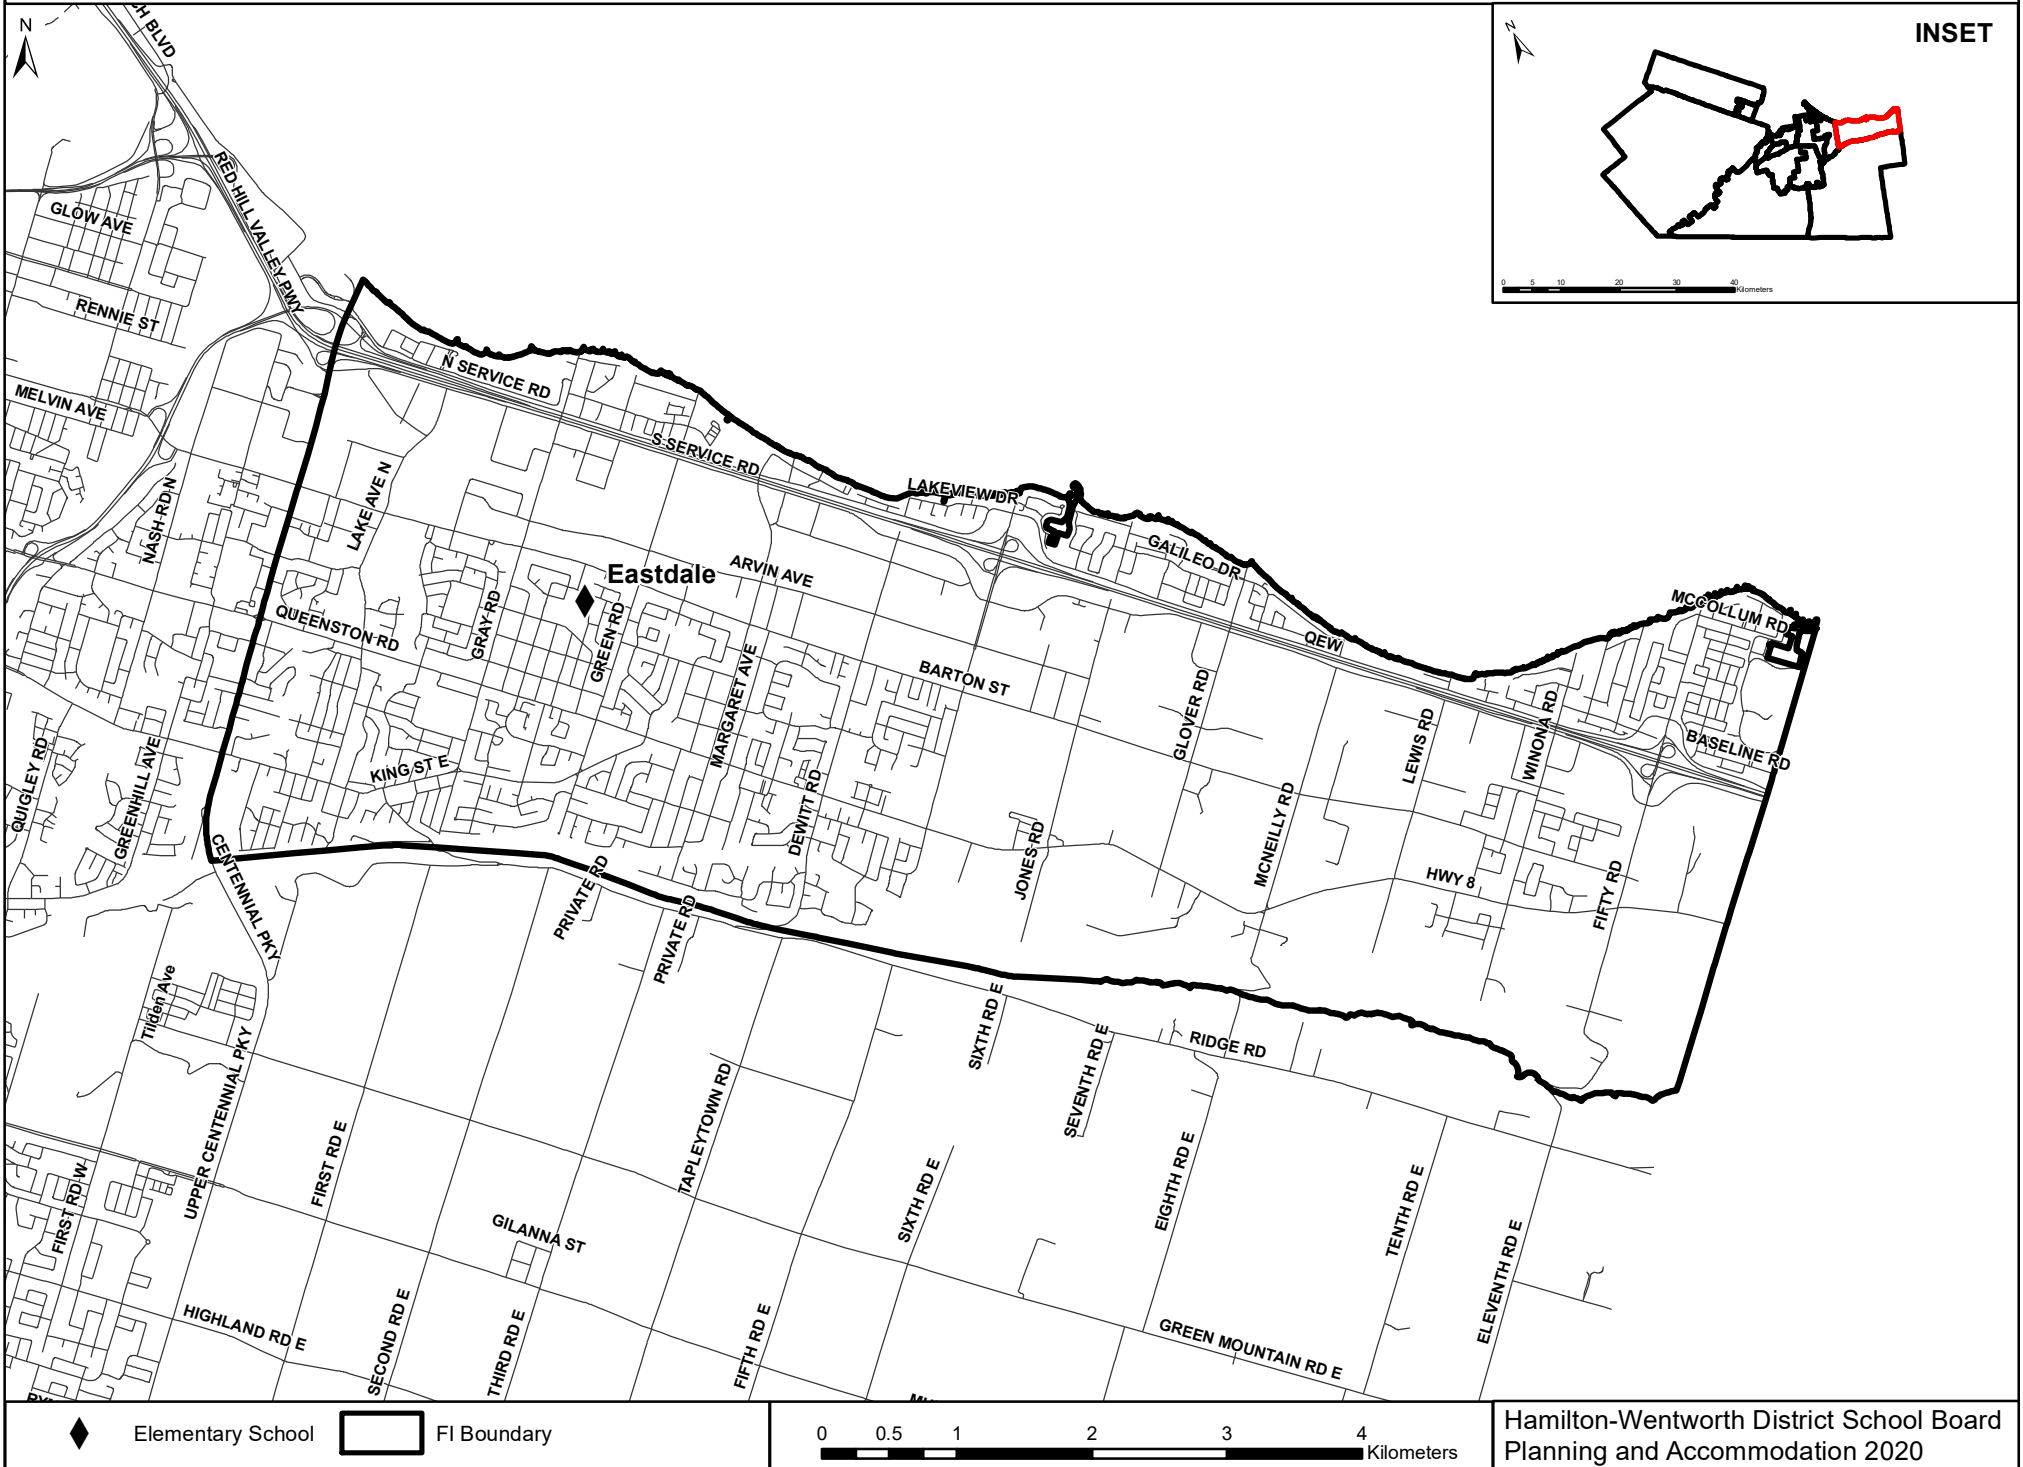 N
CH BLVD
RED HILL VALLEY PWY
GLOW AVE
RENNIE ST
MELVIN AVE
NASH RD N
LAKE AVE N
N SERVICE RD
S SERVICE RD
LAKEVIEW DR
GALILEO DR
QEW
MCCOLLUM RD
BASELINE RD
ARVIN AVE
Eastdale
QUEENSTON RD
GRAY RD
GREEN RD
MARGARET AVE
BARTON ST
GLOVER RD
LEWIS RD
WINONA RD
KING ST E
DEWITT RD
JONES RD
MCNEILLY RD
HWY 8
FIFTY RD
QUIGLEY RD
GREENHILL AVE
CENTENNIAL PKY
PRIVATE RD
PRIVATE RD
Tilden Ave
UPPER CENTENNIAL PKY
SIXTH RD E
SEVENTH RD E
RIDGE RD
FIRST RD W
FIRST RD E
TAPLEYTOWN RD
SIXTH RD E
EIGHTH RD E
TENTH RD E
ELEVENTH RD E
GILANNA ST
HIGHLAND RD E
SECOND RD E
THIRD RD E
FIFTH RD E
GREEN MOUNTAIN RD E
N
INSET
0 5 10 20 30 40
Kilometers
Elementary School
FI Boundary
0 0.5 1 2 3 4
Kilometers
Hamilton-Wentworth District School Board
Planning and Accommodation 2020